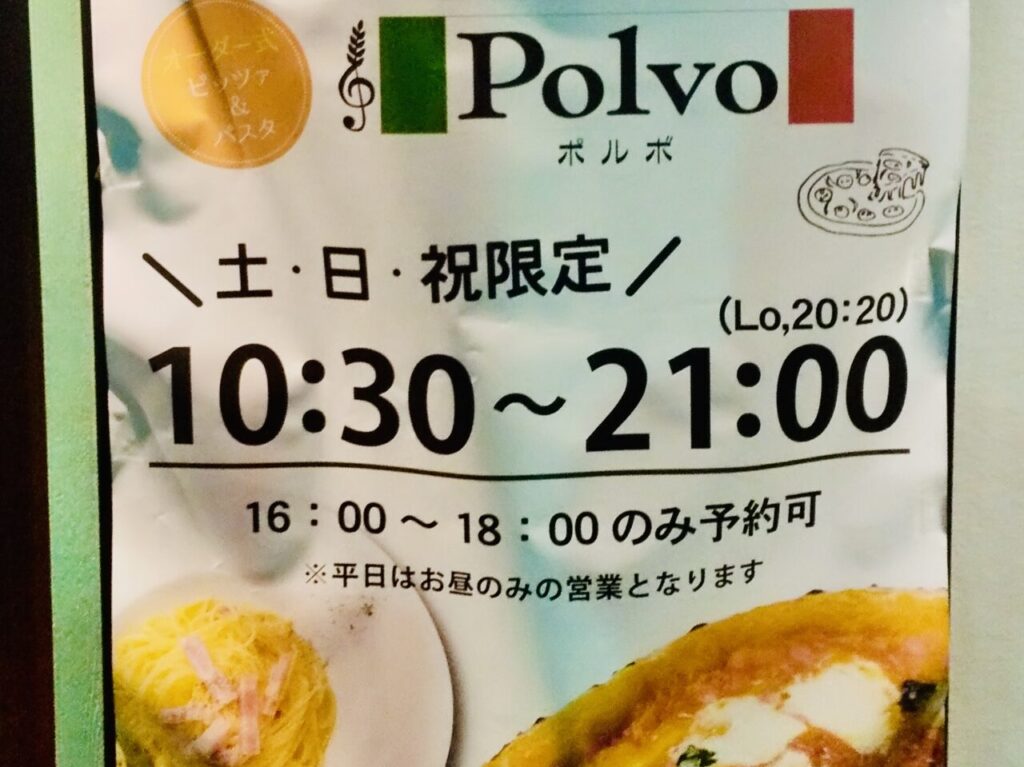 オーダー式
ピッツァ
&
パスタ
Polvo
ポルボ
＼土・日・祝限定／
(Lo,20:20)
10:30～21:00
16：00～18：00のみ予約可
※平日はお昼のみの営業となります